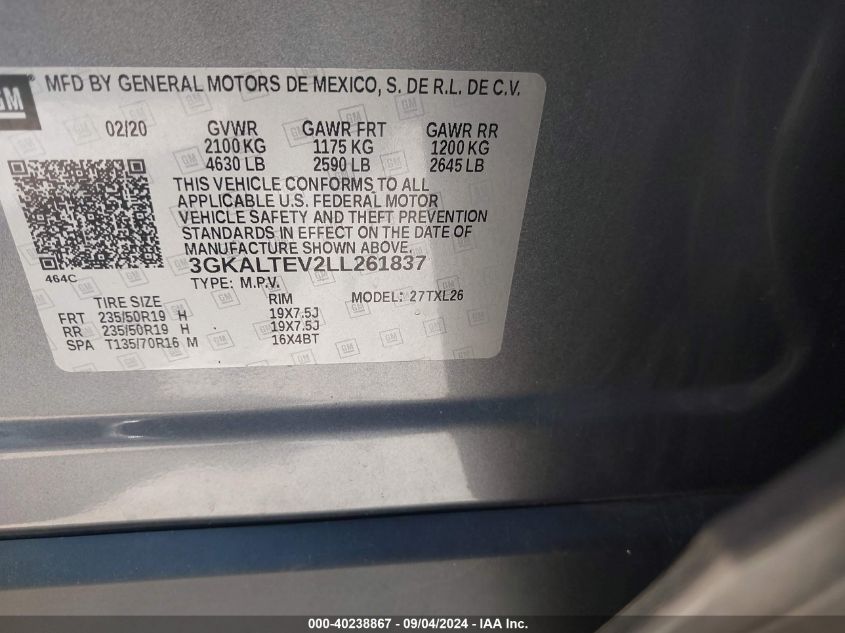 GM ® MFD BY GENERAL MOTORS DE MEXICO, S. DE R.L. DE C.V.
02/20 GVWR GAWR FRT GAWR RR
2100 KG 1175 KG 1200 KG
4630 LB 2590 LB 2645 LB
THIS VEHICLE CONFORMS TO ALL
APPLICABLE U.S. FEDERAL MOTOR
VEHICLE SAFETY AND THEFT PREVENTION
STANDARDS IN EFFECT ON THE DATE OF
MANUFACTURE SHOWN ABOVE.
464C 3GKALTEV2LL261837
TYPE: M.P.V. MODEL: 27TXL26
TIRE SIZE RIM
FRT 235/50R19 H 19X7.5J
RR 235/50R19 H 19X7.5J
SPA T135/70R16 M 16X4BT
000-40238867 - 09/04/2024 - IAA Inc.